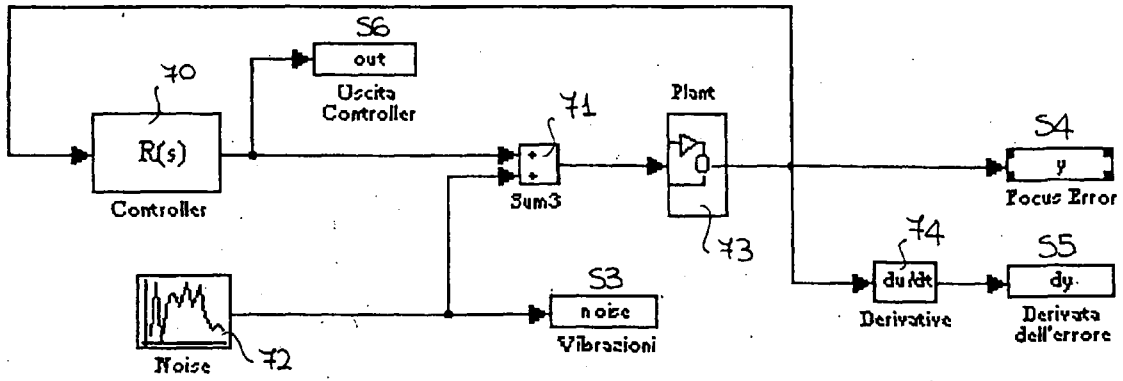 S6
out
Uscita
Controller
70
R(s)
Controller
71
+
+
Sum3
Plant
73
S4
y
Focus Error
74
du/dt
Derivative
S5
dy
Derivata
dell'errore
S3
noise
Vibrazioni
72
Noise